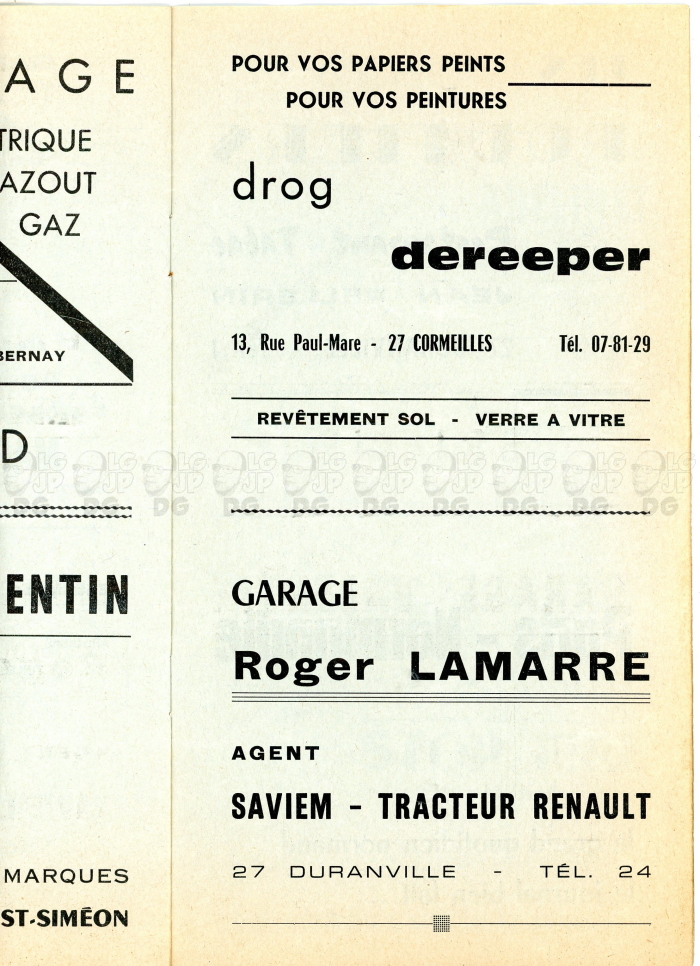 AGE
TRIQUE
AZOUT
GAZ
BERNAY
D
ENTIN
MARQUES
ST-SIMÉON
POUR VOS PAPIERS PEINTS
POUR VOS PEINTURES
drog
dereeper
13, Rue Paul-Mare - 27 CORMEILLES Tél. 07-81-29
REVÊTEMENT SOL - VERRE A VITRE
GARAGE
Roger LAMARRE
AGENT
SAVIEM - TRACTEUR RENAULT
27 DURANVILLE - TÉL. 24